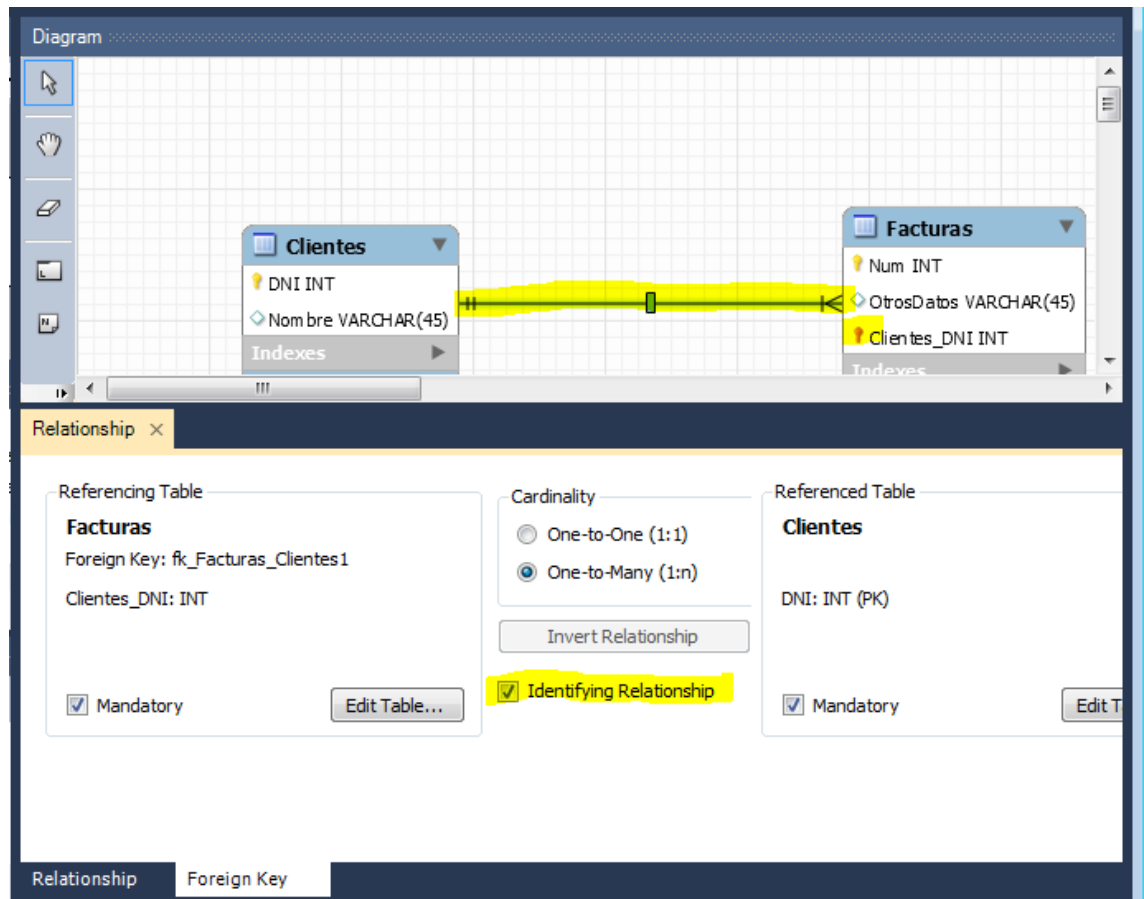 Diagram
Clientes
DNI INT
Nombre VARCHAR(45)
Indexes
Facturas
Num INT
OtrosDatos VARCHAR(45)
Clientes_DNI INT
Indexes
Relationship
Referencing Table
Facturas
Foreign Key: fk_Facturas_Clientes1
Clientes_DNI: INT
Mandatory
Edit Table...
Cardinality
One-to-One (1:1)
One-to-Many (1:n)
Invert Relationship
Identifying Relationship
Referenced Table
Clientes
DNI: INT (PK)
Mandatory
Edit T
Relationship
Foreign Key